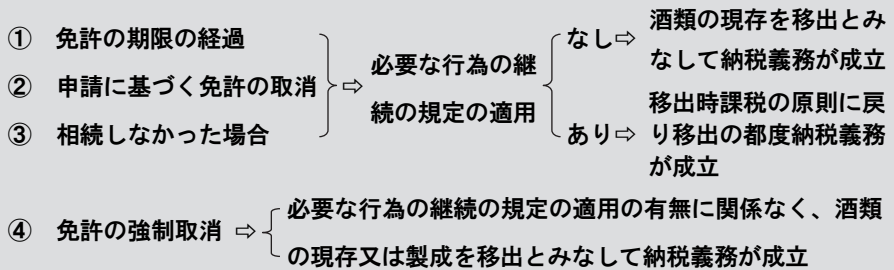 ① 免許の期限の経過
② 申請に基づく免許の取消
③ 相続しなかった場合
⇨
必要な行為の継
続の規定の適用
なし⇨
酒類の現存を移出とみ
なして納税義務が成立
あり⇨
移出時課税の原則に戻
り移出の都度納税義務
が成立
④ 免許の強制取消 ⇨
必要な行為の継続の規定の適用の有無に関係なく、酒類
の現存又は製成を移出とみなして納税義務が成立